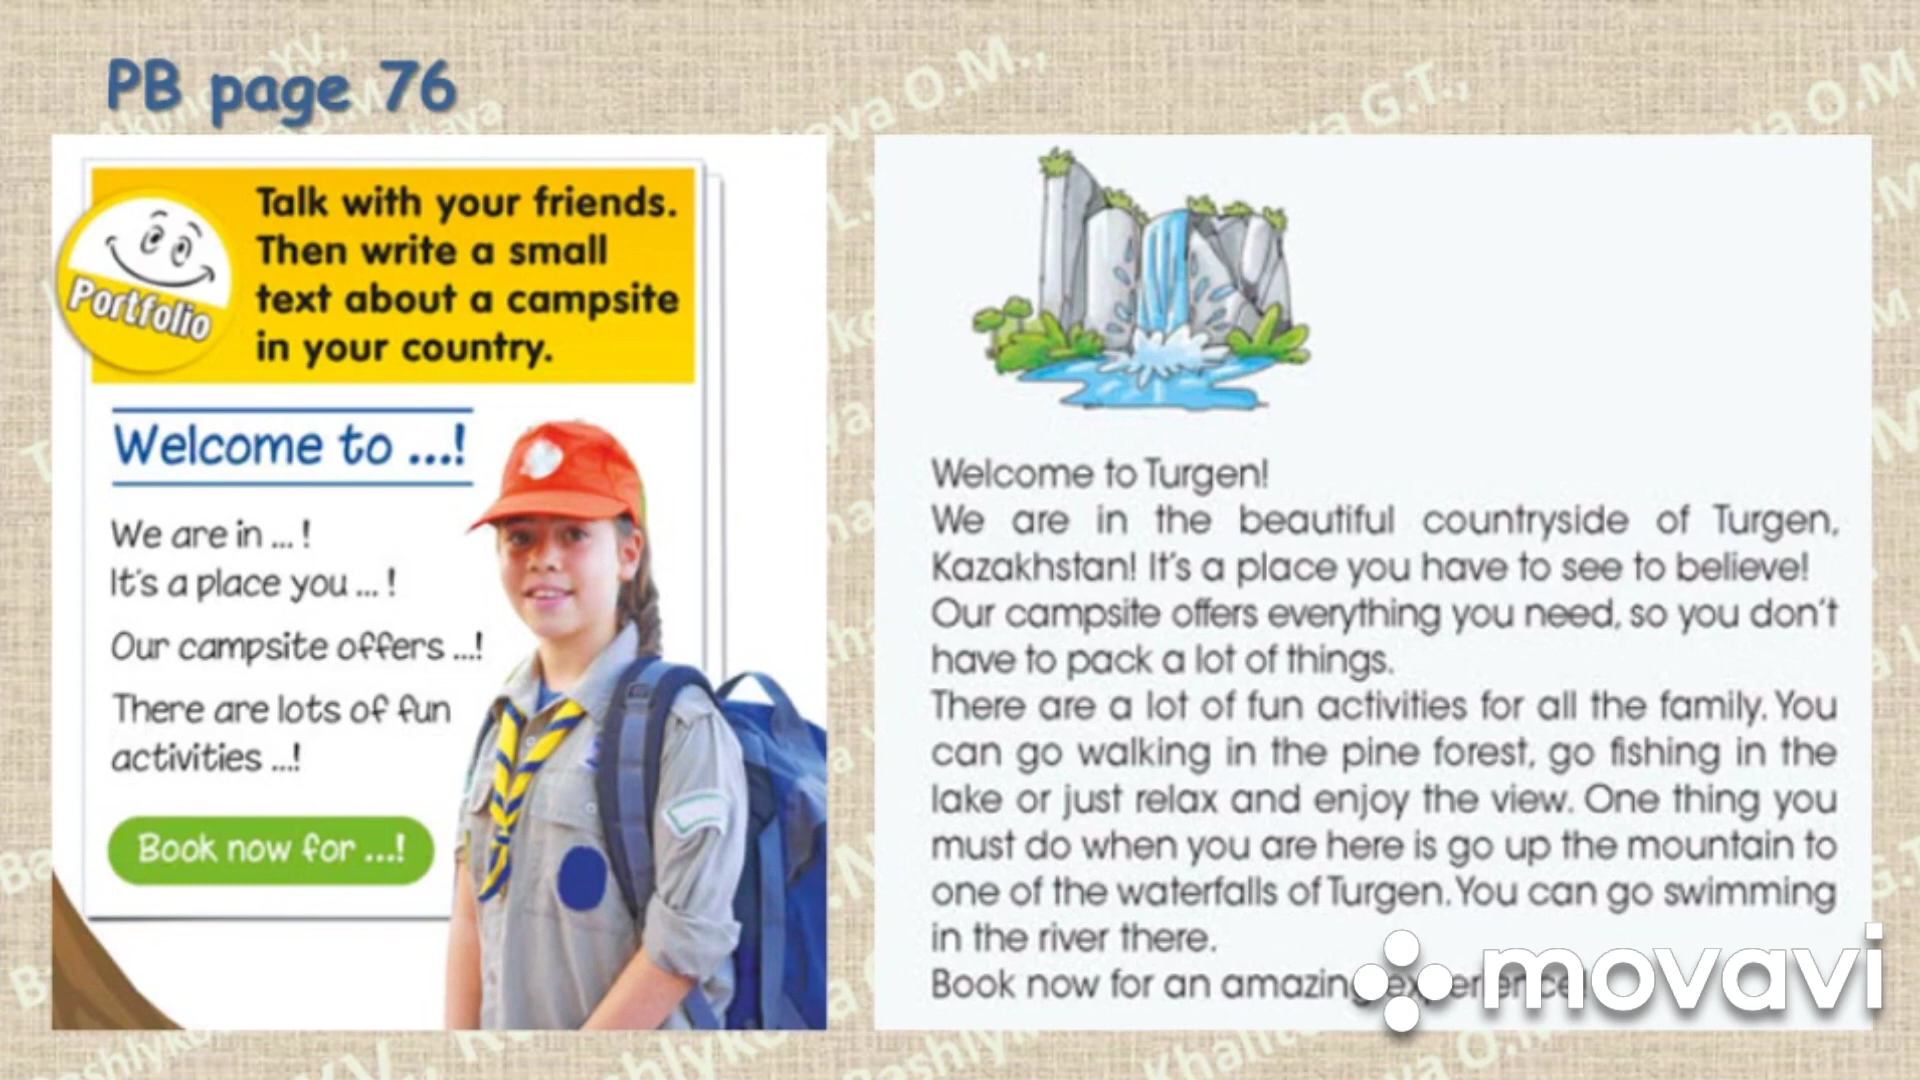 PB page 76
Portfolio
Talk with your friends.
Then write a small
text about a campsite
in your country.
Welcome to ...!
We are in ... !
It's a place you ... !
Our campsite offers ...!
There are lots of fun
activities ...!
Book now for ...!
Welcome to Turgen!
We are in the beautiful countryside of Turgen,
Kazakhstan! It's a place you have to see to believe!
Our campsite offers everything you need, so you don't
have to pack a lot of things.
There are a lot of fun activities for all the family. You
can go walking in the pine forest, go fishing in the
lake or just relax and enjoy the view. One thing you
must do when you are here is go up the mountain to
one of the waterfalls of Turgen. You can go swimming
in the river there.
Book now for an amazing experience
movavi